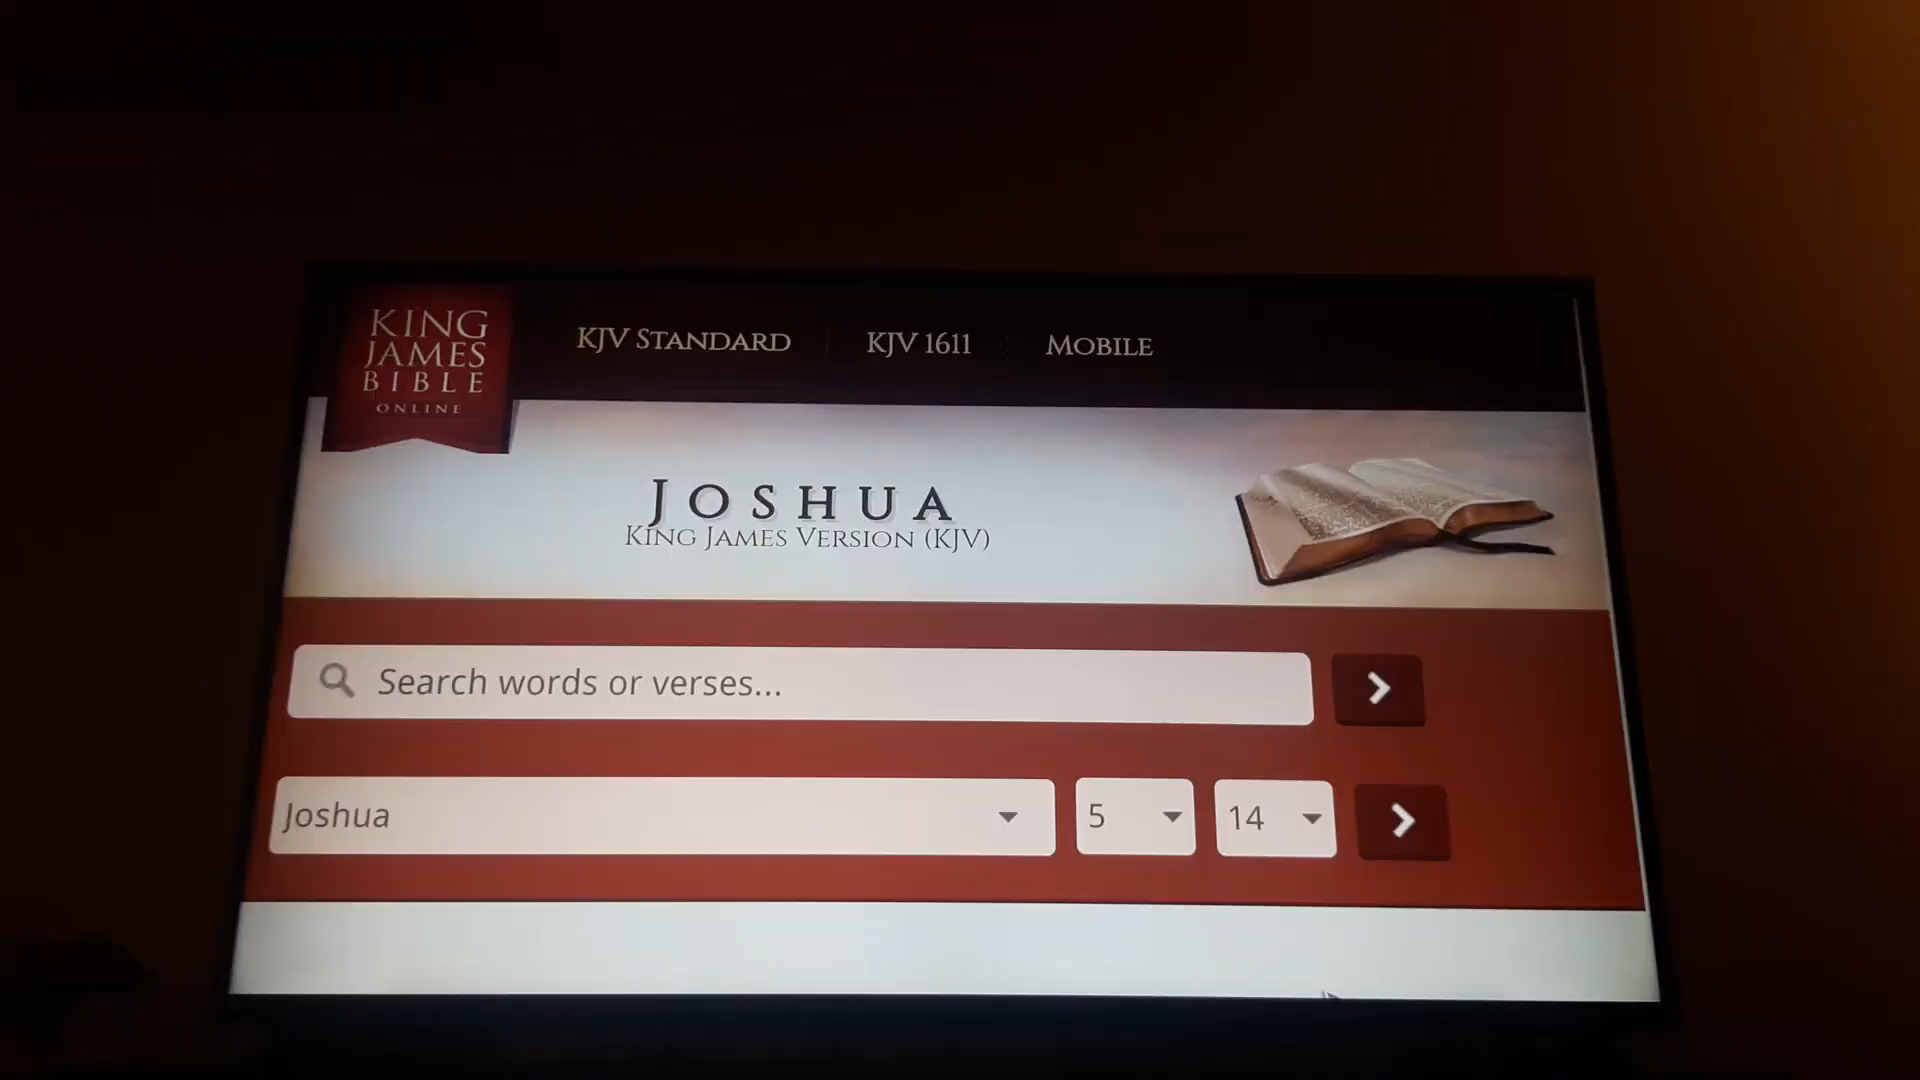 KING
JAMES
BIBLE
ONLINE
KJV STANDARD
KJV 1611
MOBILE
JOSHUA
KING JAMES VERSION (KJV)
Search words or verses...
Joshua
5
14